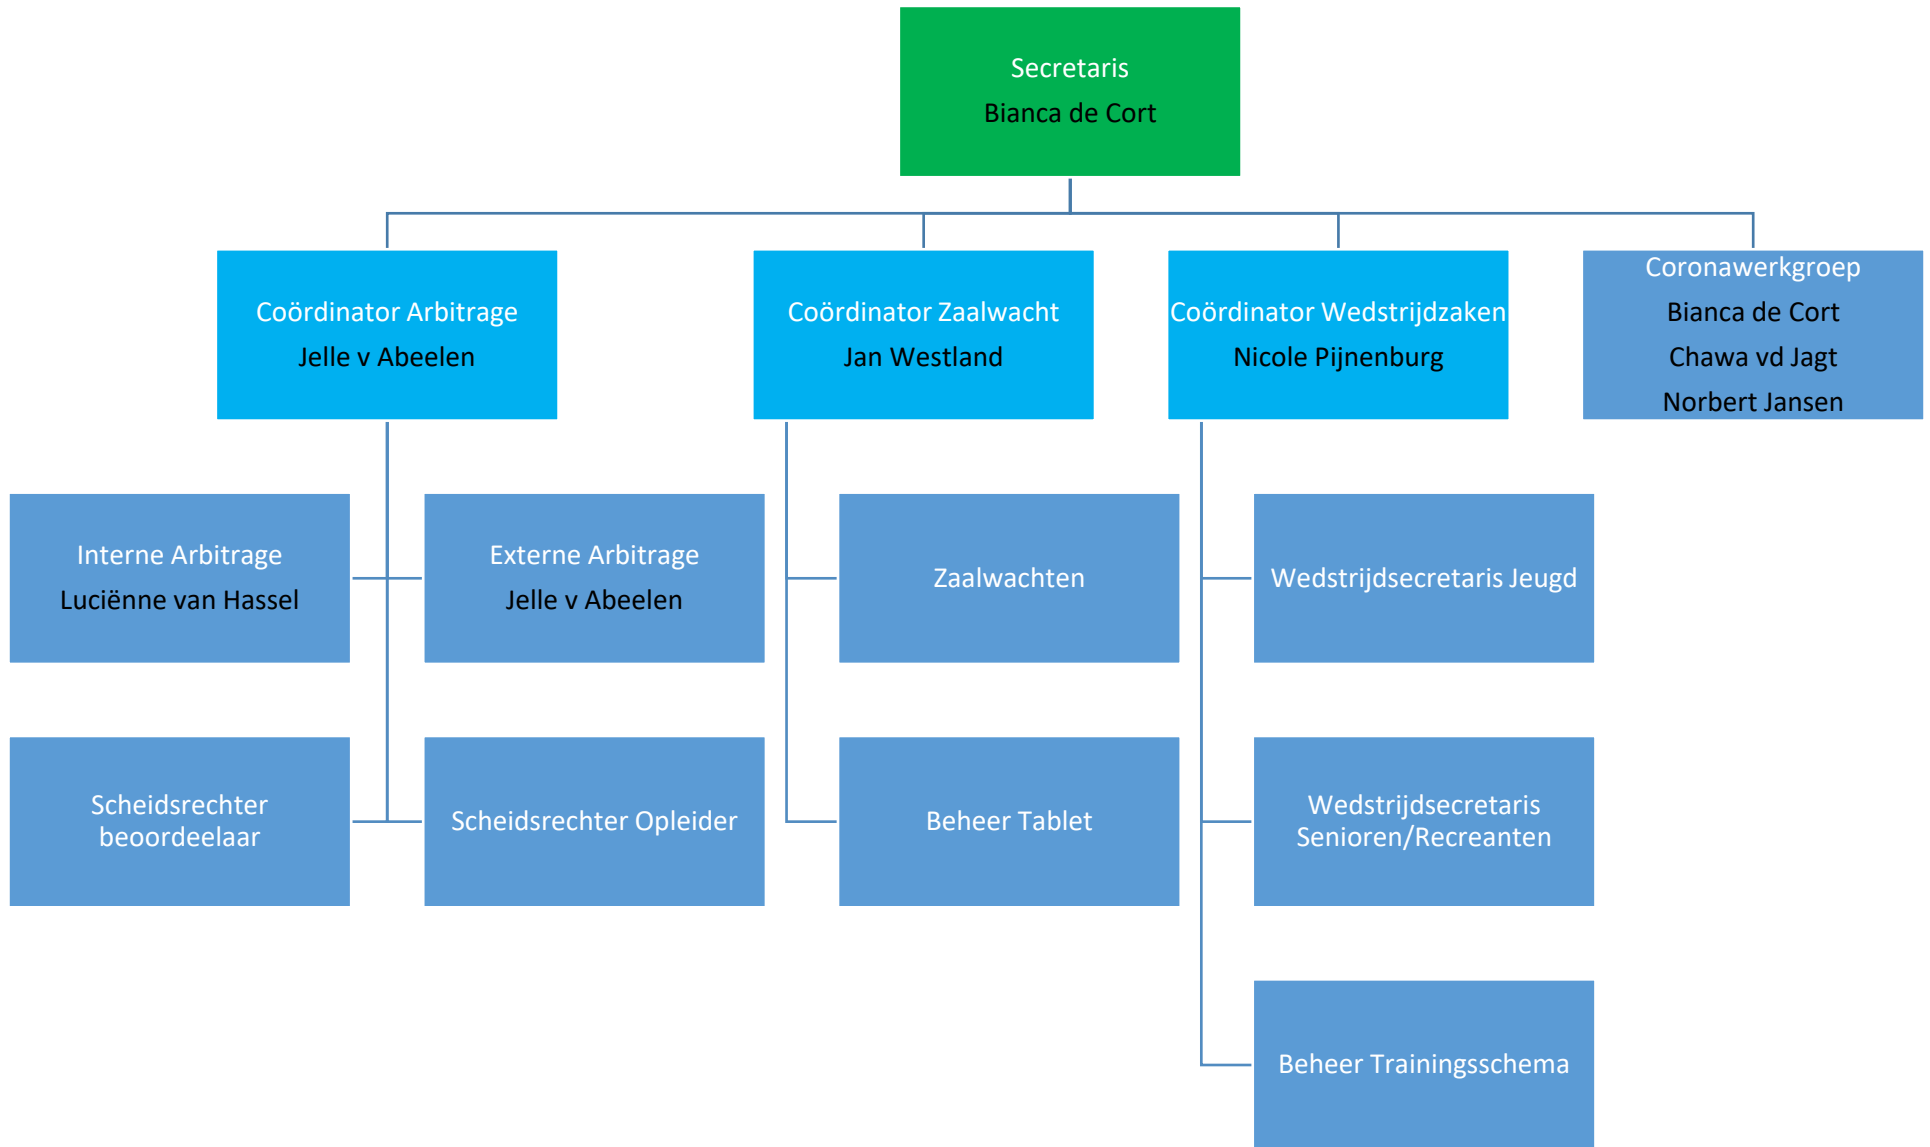 Secretaris
Bianca de Cort
Coördinator Arbitrage
Jelle v Abeelen
Coördinator Zaalwacht
Jan Westland
Coördinator Wedstrijdzaken
Nicole Pijnenburg
Coronawerkgroep
Bianca de Cort
Chawa vd Jagt
Norbert Jansen
Interne Arbitrage
Luciënne van Hassel
Externe Arbitrage
Jelle v Abeelen
Zaalwachten
Wedstrijdsecretaris Jeugd
Scheidsrechter
beoordeelaar
Scheidsrechter Opleider
Beheer Tablet
Wedstrijdsecretaris
Senioren/Recreanten
Beheer Trainingsschema